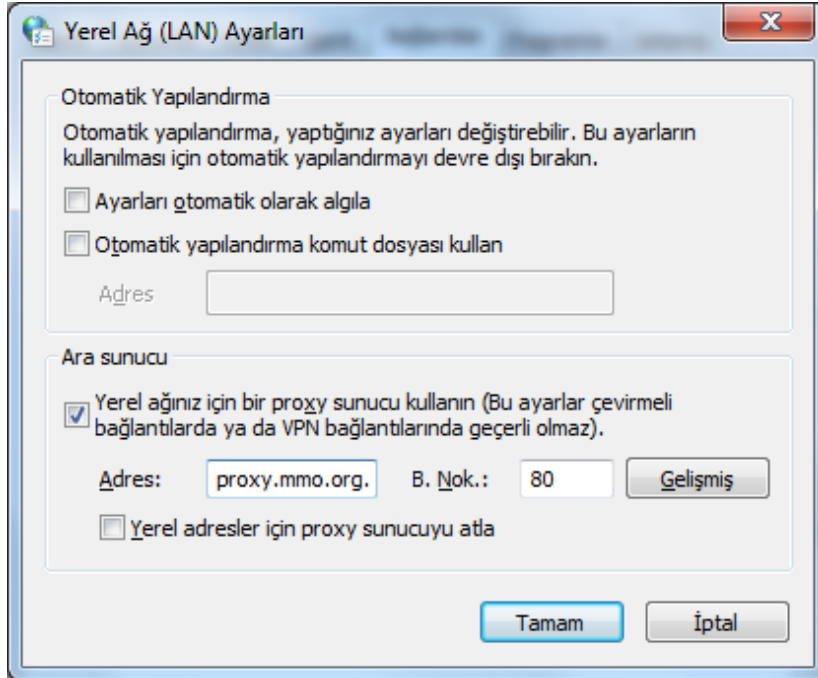 Yerel Ağ (LAN) Ayarları
Otomatik Yapılandırma
Otomatik yapılandırma, yaptığınız ayarları değiştirebilir. Bu ayarların
kullanılması için otomatik yapılandırmayı devre dışı bırakın.
Ayarları otomatik olarak algıla
Otomatik yapılandırma komut dosyası kullan
Adres
Ara sunucu
Yerel ağınız için bir proxy sunucu kullanın (Bu ayarlar çevirmeli
bağlantılarda ya da VPN bağlantılarında geçerli olmaz).
Adres: proxy.mmo.org. B. Nok.: 80 Gelişmiş
Yerel adresler için proxy sunucuyu atla
Tamam İptal